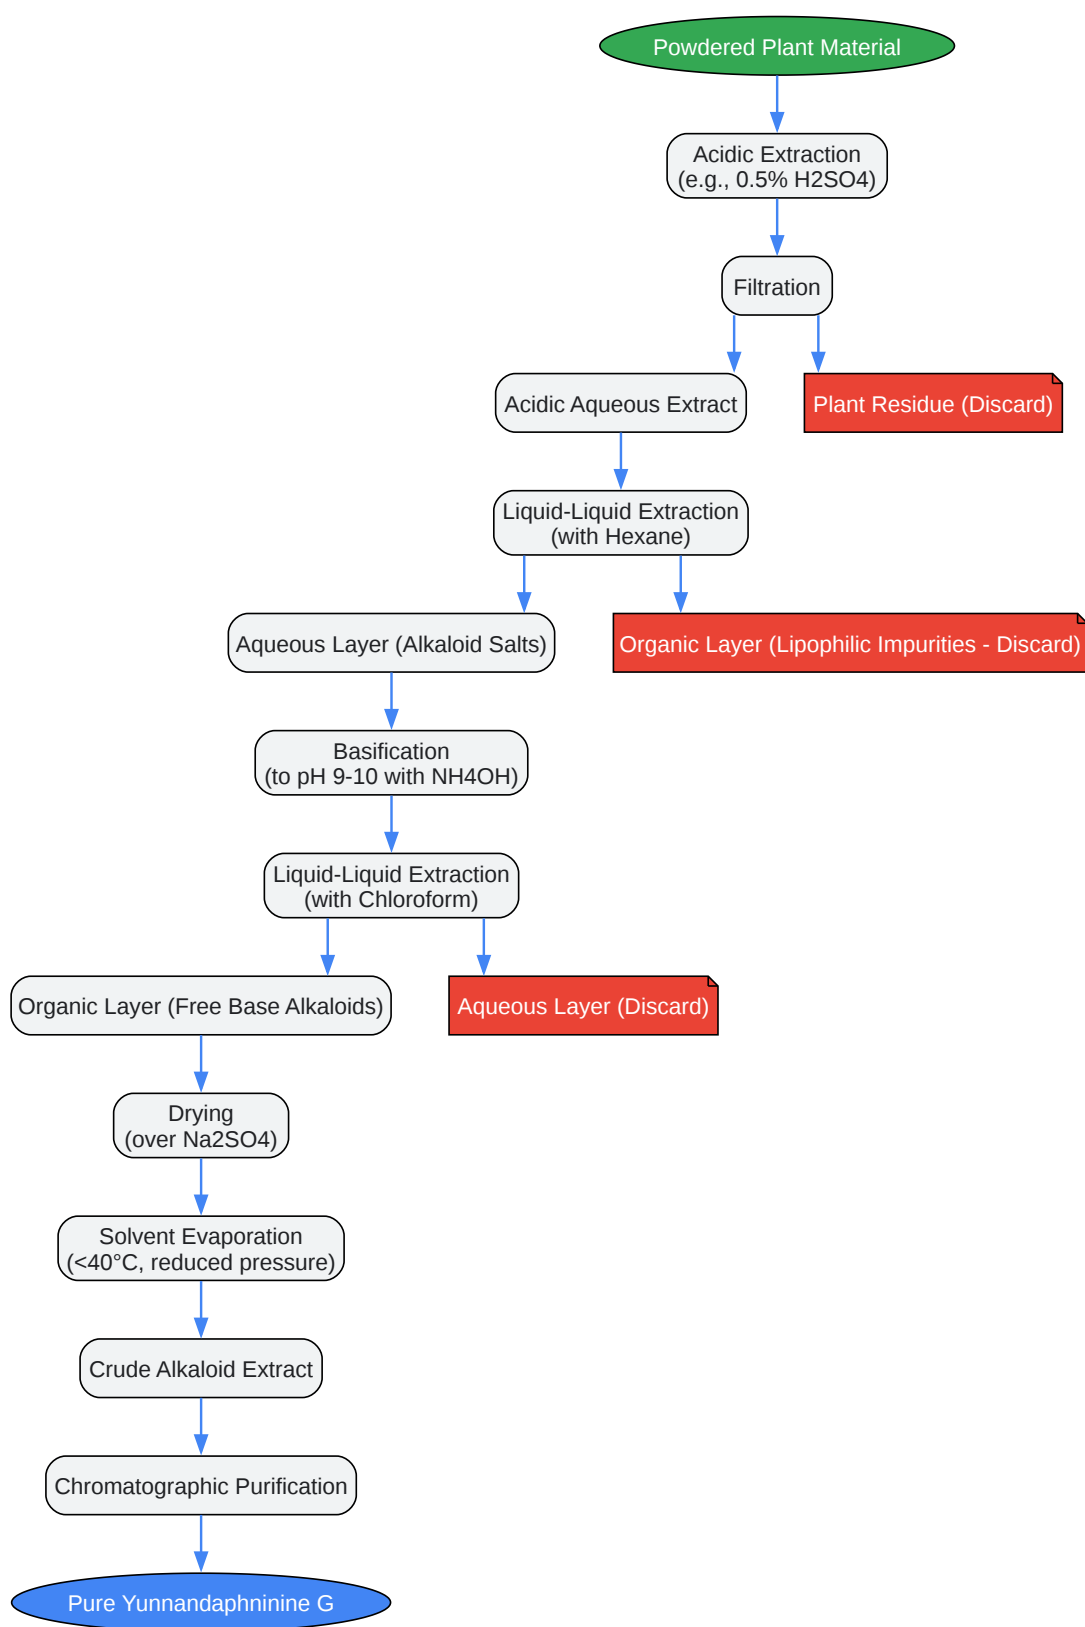 Powdered Plant Material
Acidic Extraction
(e.g., 0.5% H2SO4)
Filtration
Acidic Aqueous Extract
Plant Residue (Discard)
Liquid-Liquid Extraction
(with Hexane)
Aqueous Layer (Alkaloid Salts)
Organic Layer (Lipophilic Impurities - Discard)
Basification
(to pH 9-10 with NH4OH)
Liquid-Liquid Extraction
(with Chloroform)
Organic Layer (Free Base Alkaloids)
Aqueous Layer (Discard)
Drying
(over Na2SO4)
Solvent Evaporation
(<40°C, reduced pressure)
Crude Alkaloid Extract
Chromatographic Purification
Pure Yunnandaphninine G